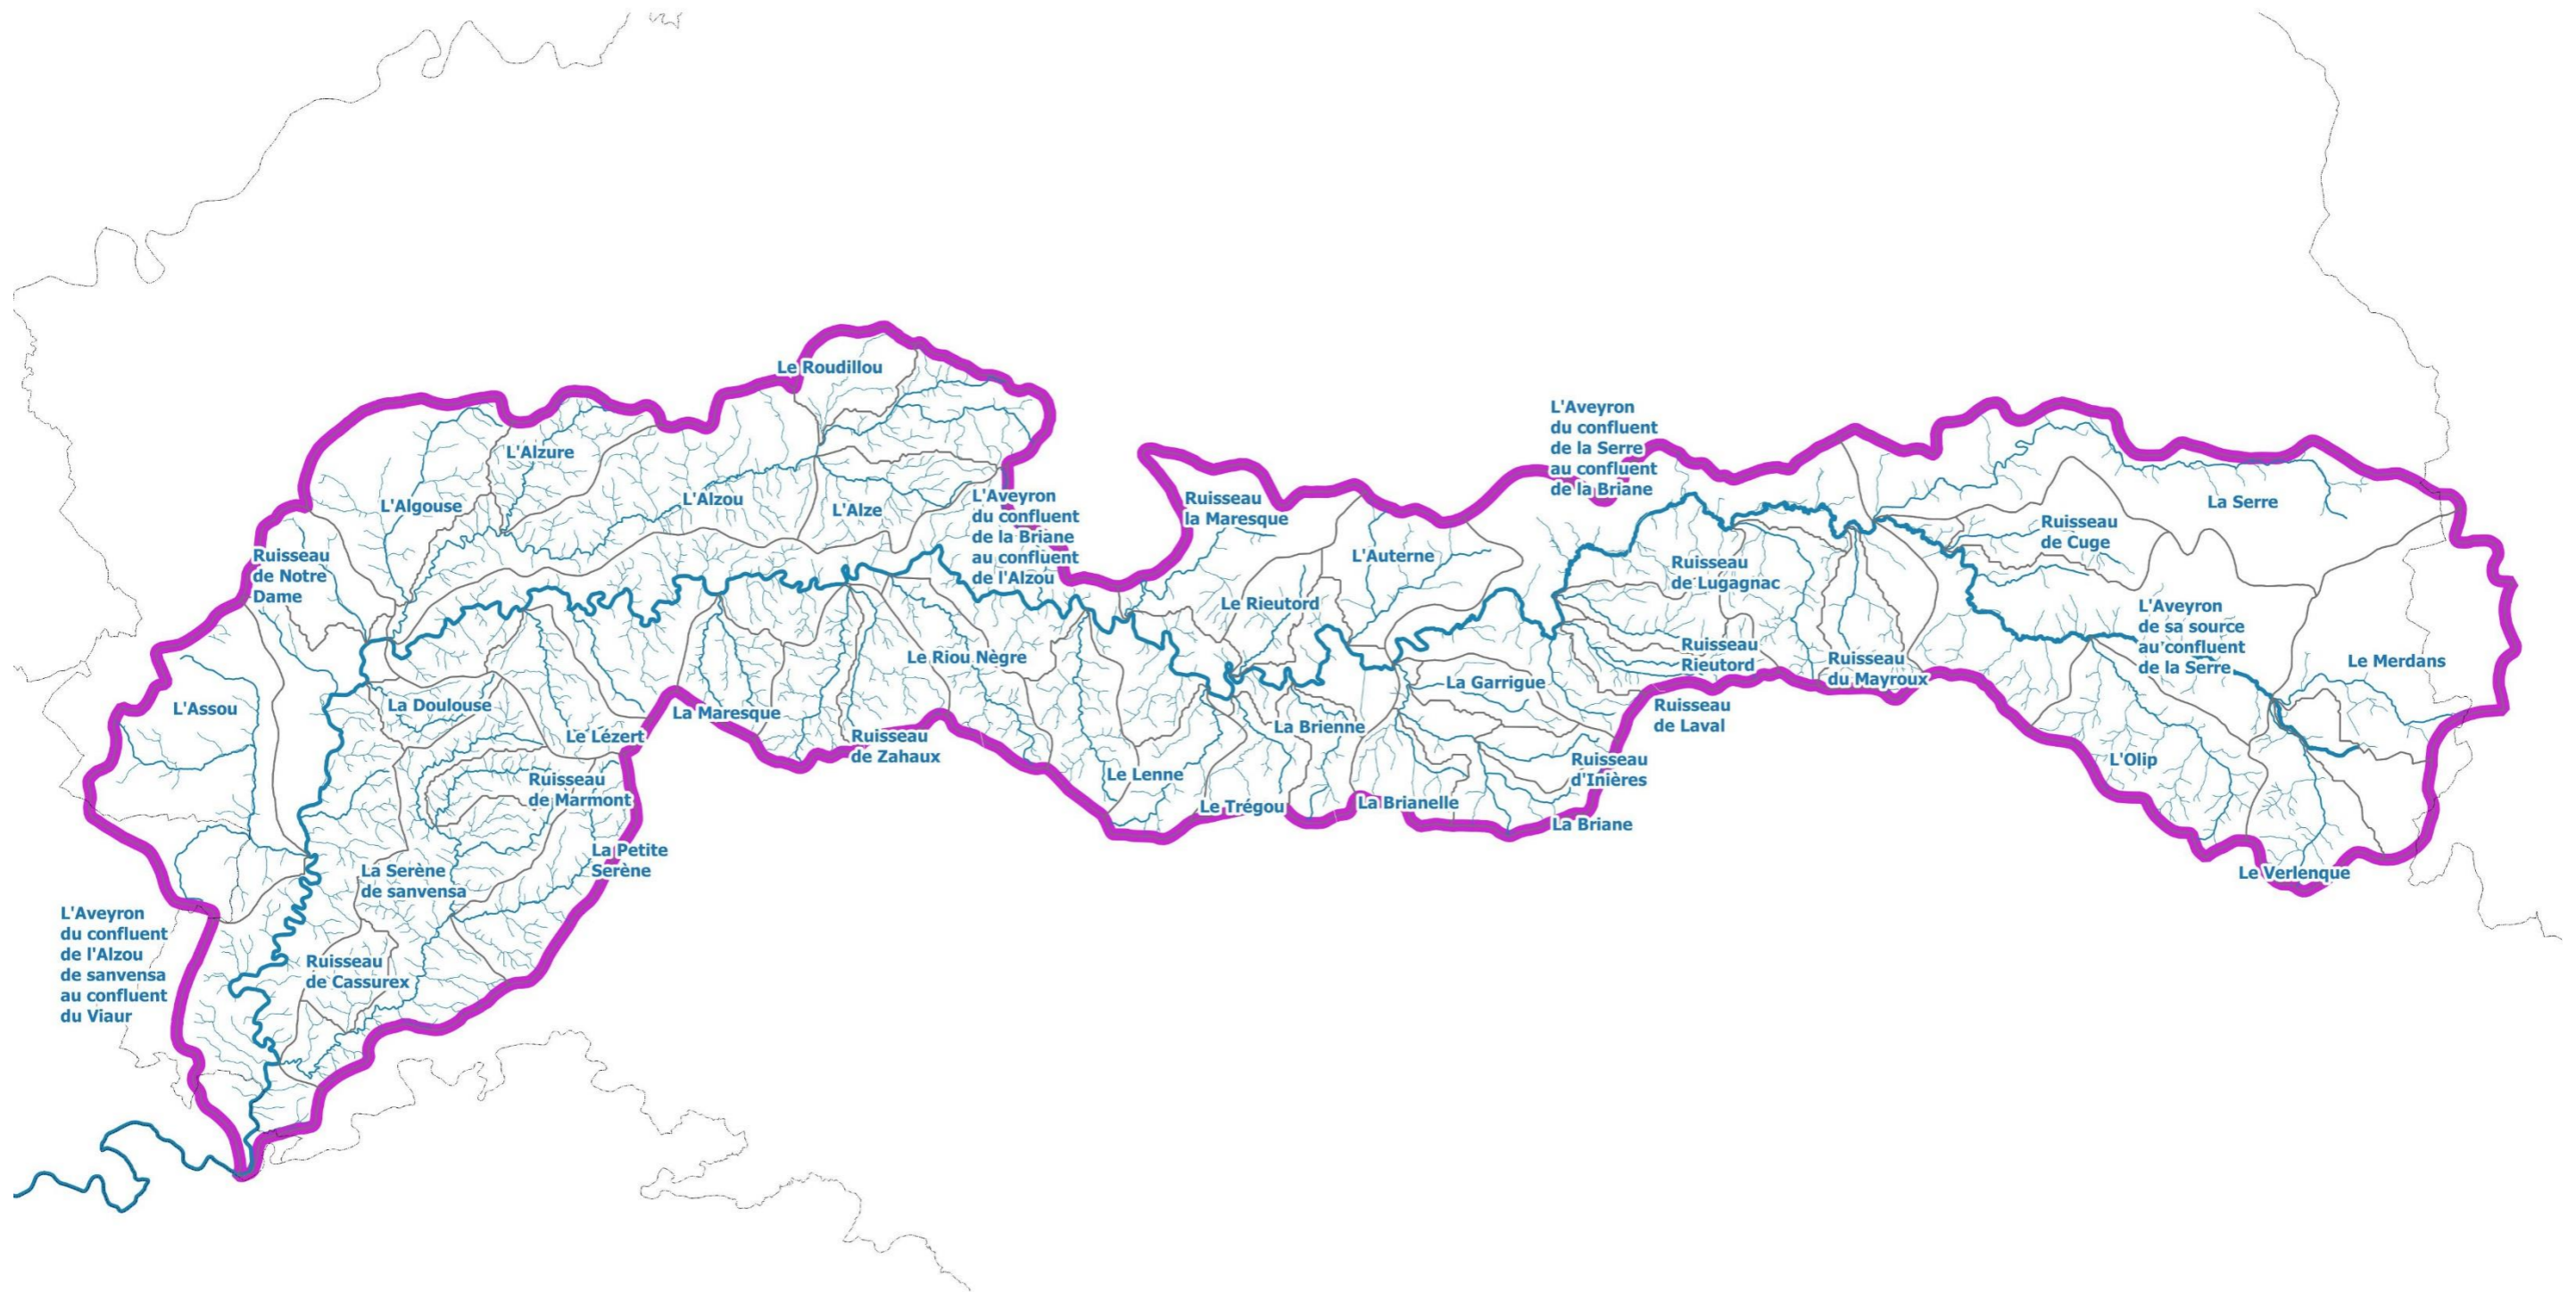 Le Roudillou
L'Alzure
L'Algouse
L'Alzou
L'Alze
L'Aveyron
du confluent
de la Briane
au confluent
de l'Alzou
Ruisseau
de Notre
Dame
L'Assou
La Doulouse
Le Lézert
La Maresque
Ruisseau
de Zahaux
Le Riou Nègre
Ruisseau
de Marmont
La Petite
Serène
La Serène
de sanvensa
Ruisseau
de Cassurex
L'Aveyron
du confluent
de l'Alzou
de sanvensa
au confluent
du Viaur
Ruisseau
la Maresque
L'Auterne
Le Rieutord
La Garrigue
La Brienne
Le Lenne
Le Trégou
La Brianelle
La Briane
Ruisseau
d'Inières
L'Aveyron
du confluent
de la Serre
au confluent
de la Briane
Ruisseau
de Lugagnac
Ruisseau
Rieutord
Ruisseau
de Laval
Ruisseau
du Mayroux
Ruisseau
de Cuge
La Serre
L'Aveyron
de sa source
au confluent
de la Serre
Le Merdans
L'Olip
Le Verlenque